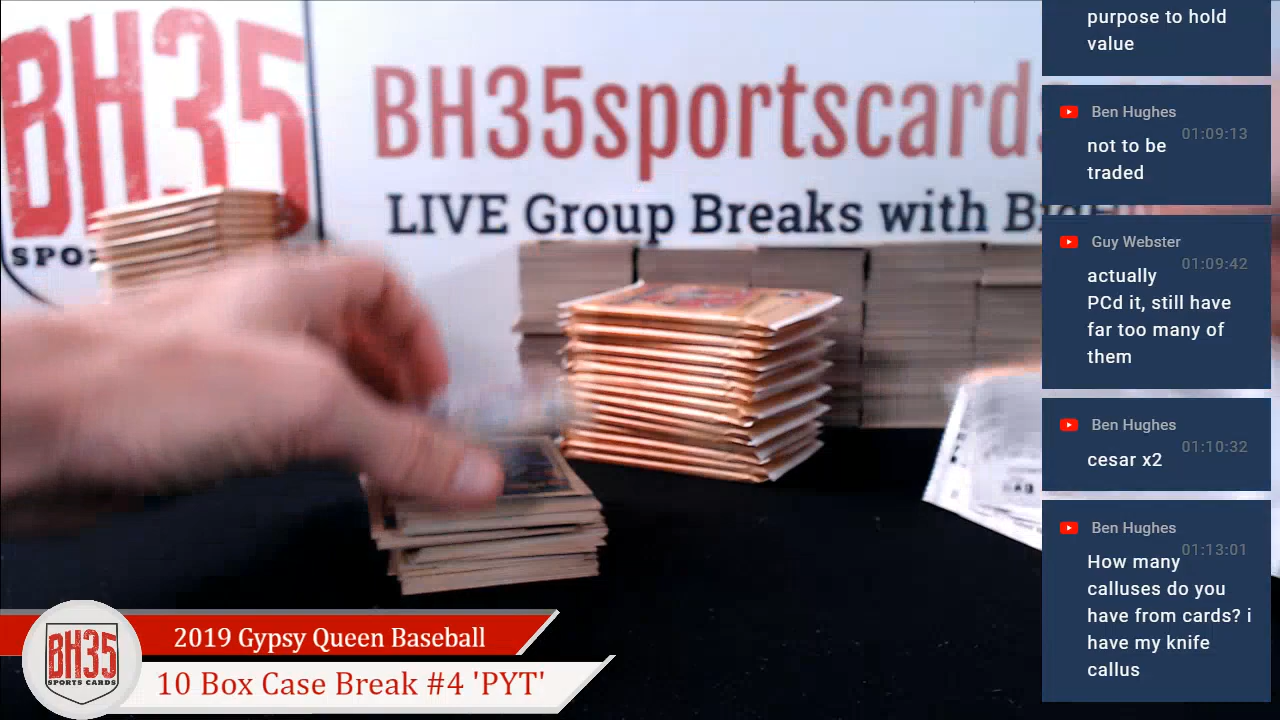 BH35
SPO
BH35sportscards
LIVE Group Breaks with
purpose to hold
value
Ben Hughes
01:09:13
not to be
traded
Guy Webster
01:09:42
actually
PCd it, still have
far too many of
them
Ben Hughes
01:10:32
cesar x2
Ben Hughes
01:13:01
How many
calluses do you
have from cards? i
have my knife
callus
BH35
SPORTS CARDS
2019 Gypsy Queen Baseball
10 Box Case Break #4 'PYT'